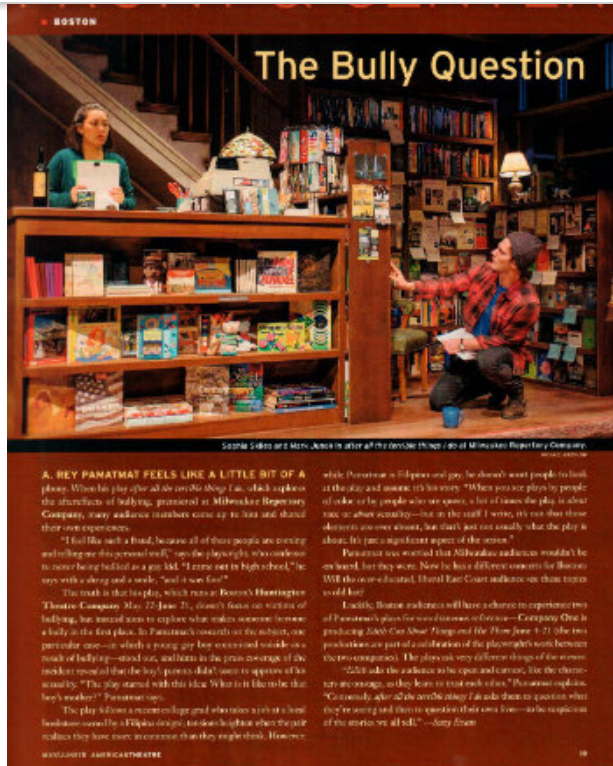 BOSTON
The Bully Question
Sophia Skiles and Mark Junek in after all the terrible things I do at Milwaukee Repertory Company.
A. REY PAMATMAT FEELS LIKE A LITTLE BIT OF A
phony. When his play after all the terrible things I do, which explores
the aftereffects of bullying, premiered at Milwaukee Repertory
Company, many audience members came up to him and shared
their own experiences.
"I feel like such a fraud, because all of these people are coming
and telling me this personal stuff," says the playwright, who confesses
to never being bullied as a gay kid. "I came out in high school," he
says with a shrug and a smile, "and it was fine!"
The truth is that his play, which runs at Boston's Huntington
Theatre Company May 22–June 21, doesn't focus on victims of
bullying, but instead aims to explore what makes someone become
a bully in the first place. In Pamatmat's research on the subject, one
particular case—in which a young gay boy committed suicide as a
result of bullying—stood out, and hints in the press coverage of the
incident revealed that the boy's parents didn't seem to approve of his
sexuality. "The play started with this idea: What is it like to be that
boy's mother?" Pamatmat says.
The play follows a recent college grad who takes a job at a local
bookstore owned by a Filipina émigré; tensions heighten when the pair
realizes they have more in common than they might think. However,
while Pamatmat is Filipino and gay, he doesn't want people to look
at the play and assume it's his story. "When you see plays by people
of color or by people who are queer, a lot of times the play is about
race or about sexuality—but in the stuff I write, it's not that those
elements are ever absent, but that's just not usually what the play is
about. It's just a significant aspect of the action."
Pamatmat was worried that Milwaukee audiences wouldn't be
on board, but they were. Now he has a different concern for Boston:
Will the over-educated, liberal East Coast audience see these topics
as old hat?
Luckily, Boston audiences will have a chance to experience two
of Pamatmat's plays for simultaneous reference—Company One is
producing Edith Can Shoot Things and Hit Them June 4–27 (the two
productions are part of a celebration of the playwright's work between
the two companies). The plays ask very different things of the viewer.
"Edith asks the audience to be open and earnest, like the charac-
ters are onstage, as they learn to trust each other," Pamatmat explains.
"Conversely, after all the terrible things I do asks them to question what
they're seeing and then to question their own lives—to be suspicious
of the stories we all tell." —Suzy Evans
AMERICANTHEATRE